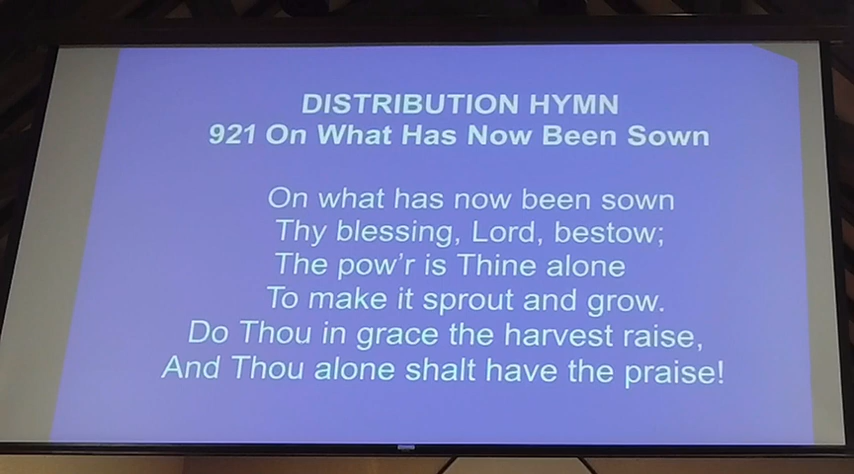 DISTRIBUTION HYMN
921 On What Has Now Been Sown
On what has now been sown
Thy blessing, Lord, bestow;
The pow'r is Thine alone
To make it sprout and grow.
Do Thou in grace the harvest raise,
And Thou alone shalt have the praise!